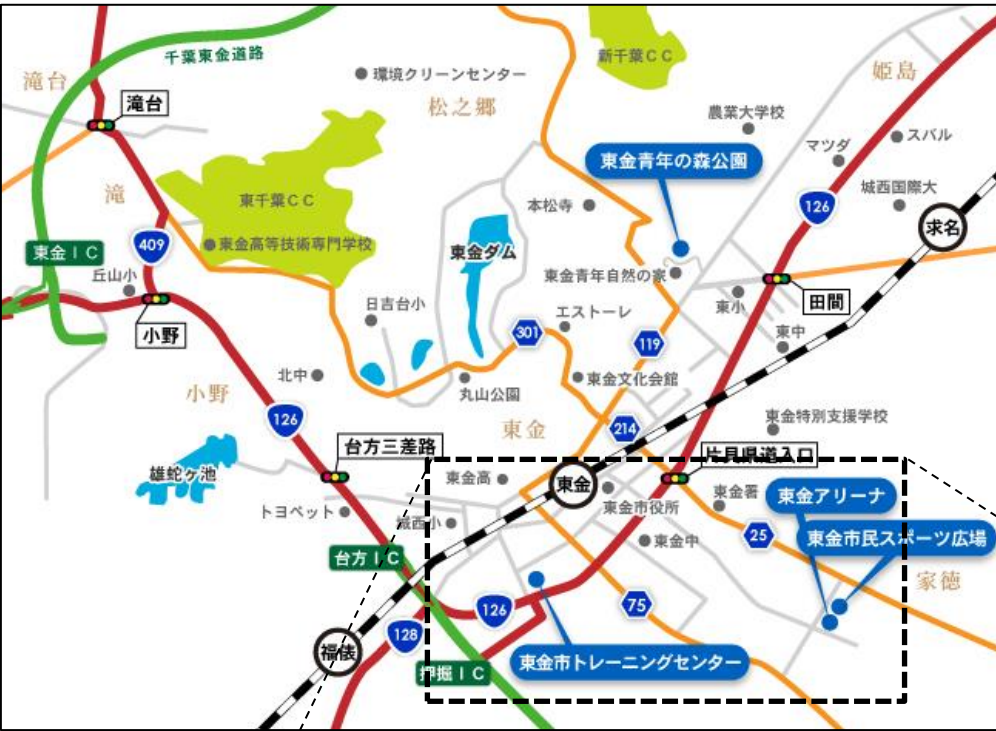 千葉東金道路
新千葉CC
滝台
環境クリーンセンター
姫島
滝台
松之郷
農業大学校
スバル
マツダ
東金青年の森公園
滝
東千葉CC
本松寺
126
城西国際大
求名
409
東金高等技術専門学校
東金ダム
東金IC
丘山小
東金青年自然の家
東小
田間
日吉台小
エストーレ
小野
301
119
東中
北中
丸山公園
東金文化会館
小野
126
東金
214
東金特別支援学校
台方三差路
片貝県道入口
雄蛇ヶ池
東金高
東金
東金市役所
東金署
東金アリーナ
トヨペット
城西小
東金中
25
東金市民スポーツ広場
台方IC
家徳
126
75
128
福俵
押堀IC
東金市トレーニングセンター